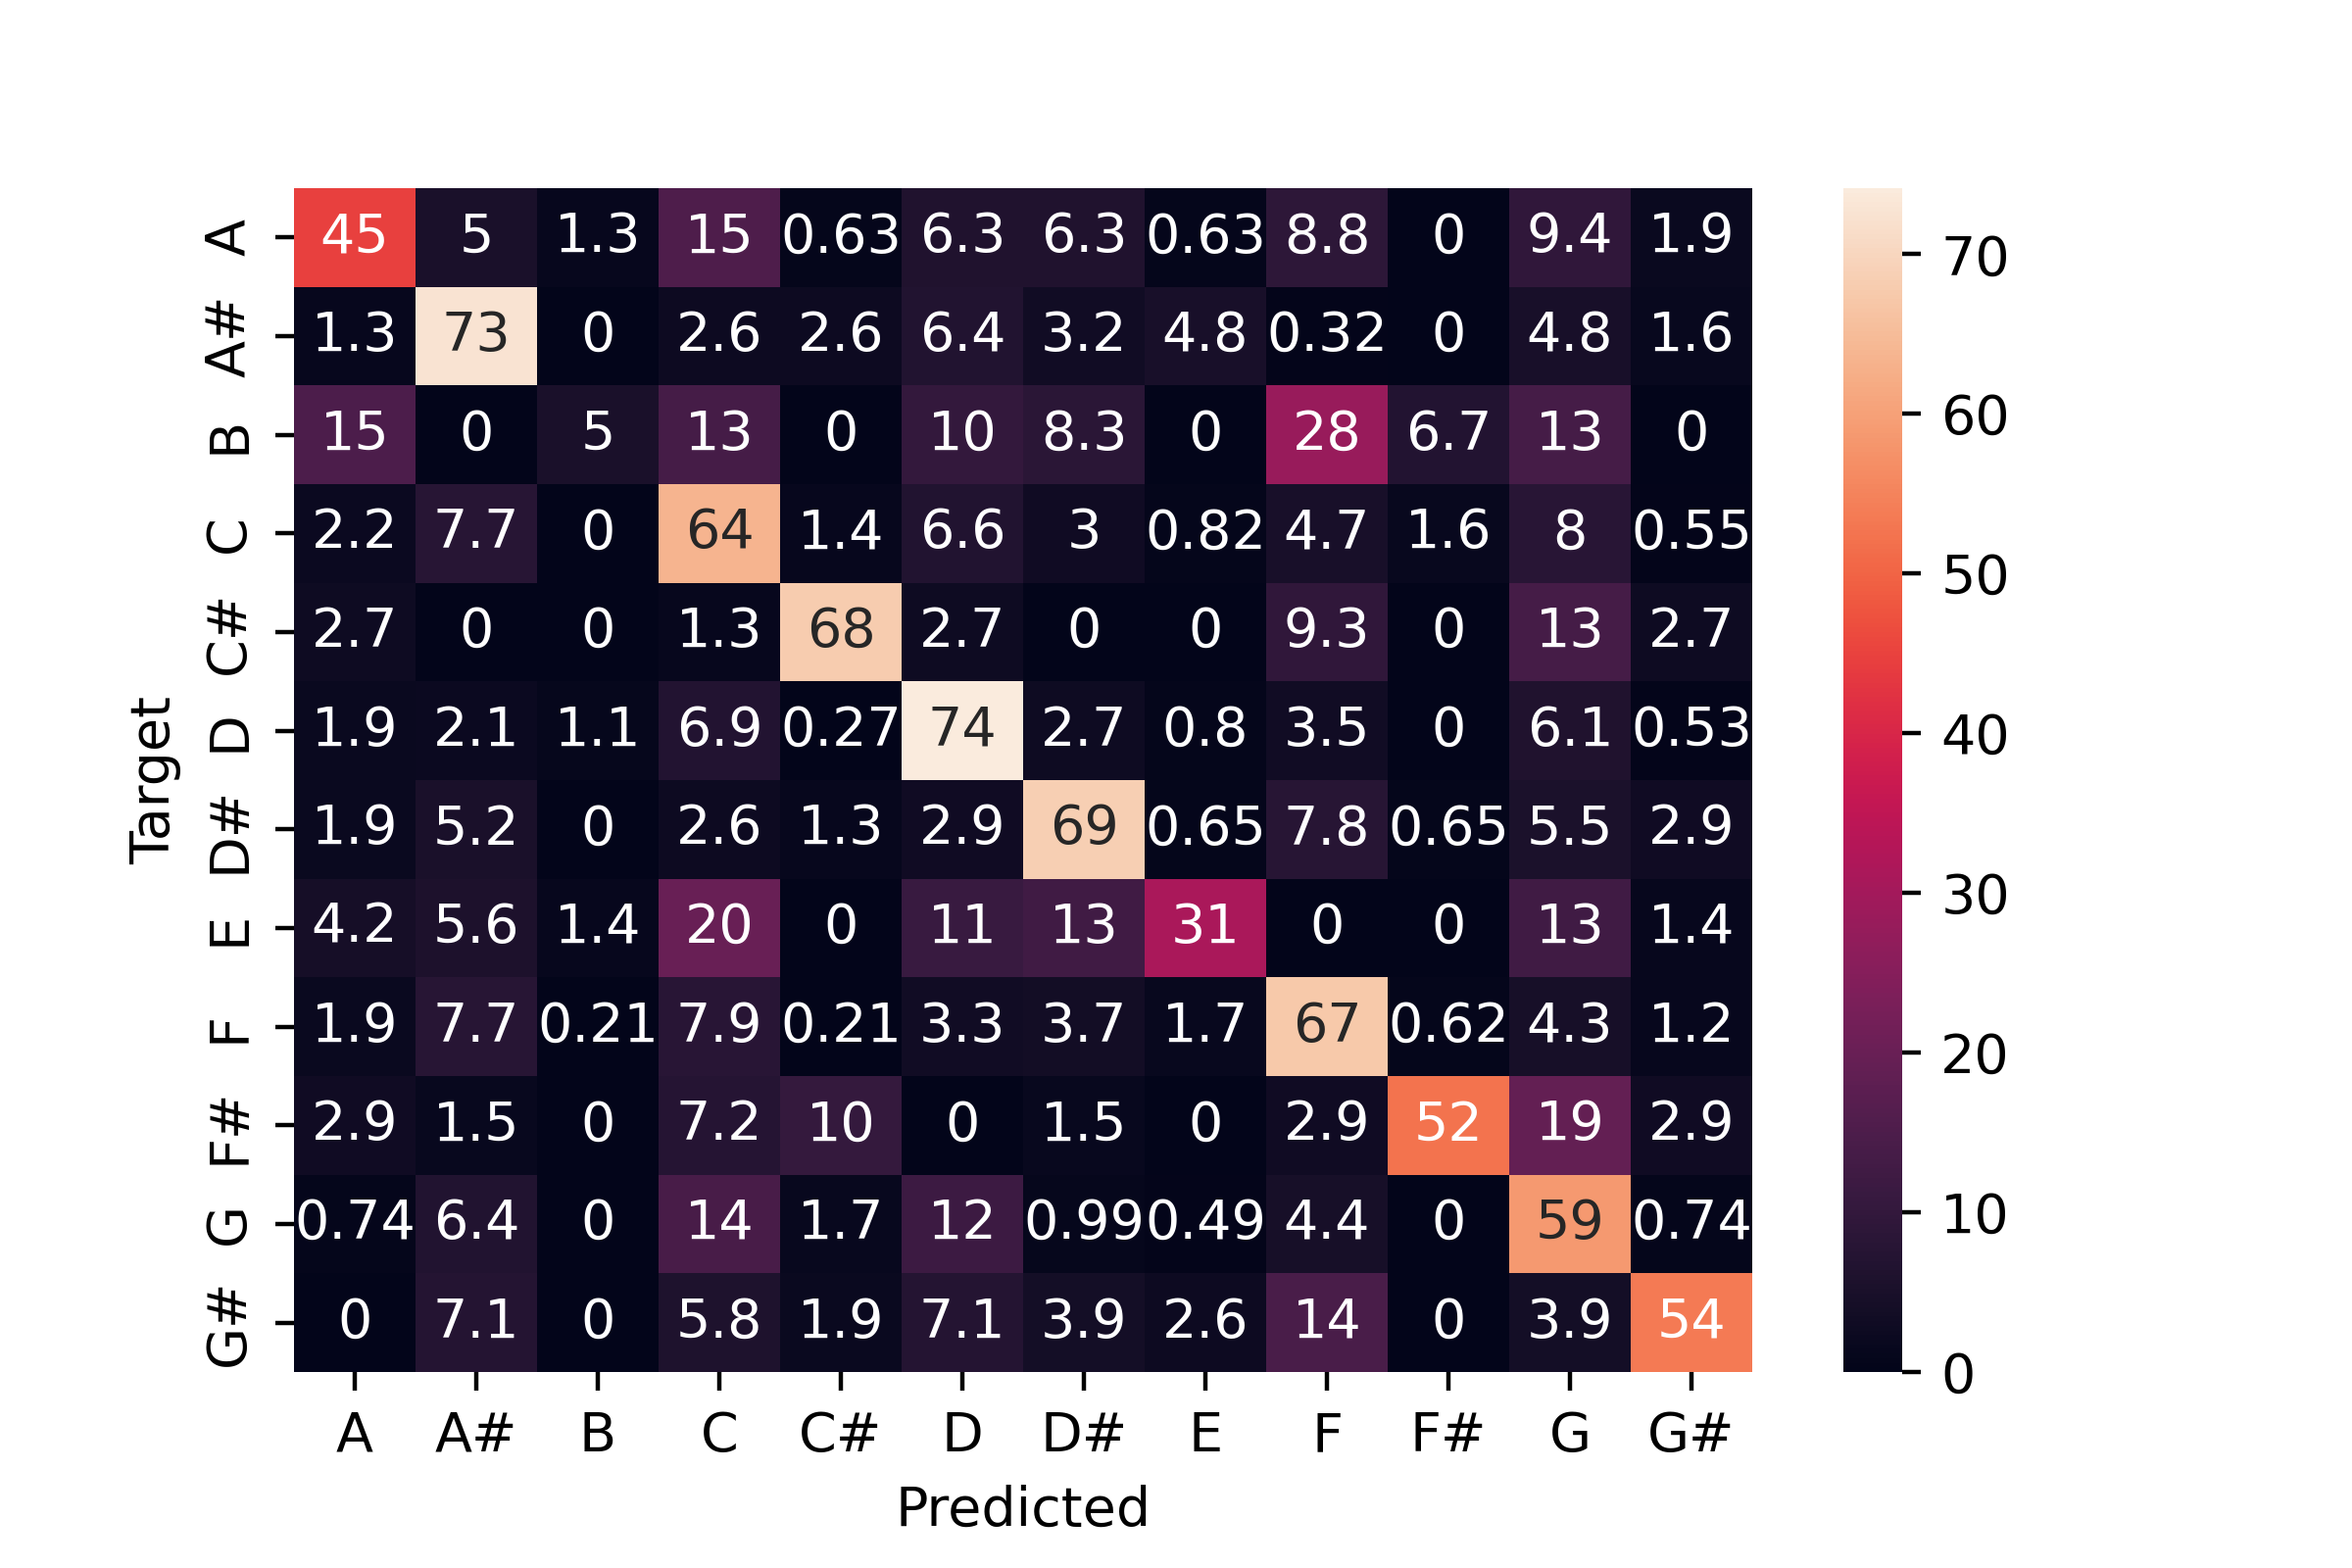 A 45 5 1.3 15 0.63 6.3 6.3 0.63 8.8 0 9.4 1.9
A# 1.3 73 0 2.6 2.6 6.4 3.2 4.8 0.32 0 4.8 1.6
B 15 0 5 13 0 10 8.3 0 28 6.7 13 0
C 2.2 7.7 0 64 1.4 6.6 3 0.82 4.7 1.6 8 0.55
C# 2.7 0 0 1.3 68 2.7 0 0 9.3 0 13 2.7
D 1.9 2.1 1.1 6.9 0.27 74 2.7 0.8 3.5 0 6.1 0.53
D# 1.9 5.2 0 2.6 1.3 2.9 69 0.65 7.8 0.65 5.5 2.9
E 4.2 5.6 1.4 20 0 11 13 31 0 0 13 1.4
F 1.9 7.7 0.21 7.9 0.21 3.3 3.7 1.7 67 0.62 4.3 1.2
F# 2.9 1.5 0 7.2 10 0 1.5 0 2.9 52 19 2.9
G 0.74 6.4 0 14 1.7 12 0.99 0.49 4.4 0 59 0.74
G# 0 7.1 0 5.8 1.9 7.1 3.9 2.6 14 0 3.9 54
A A# B C C# D D# E F F# G G#
Predicted
Target
70
60
50
40
30
20
10
0